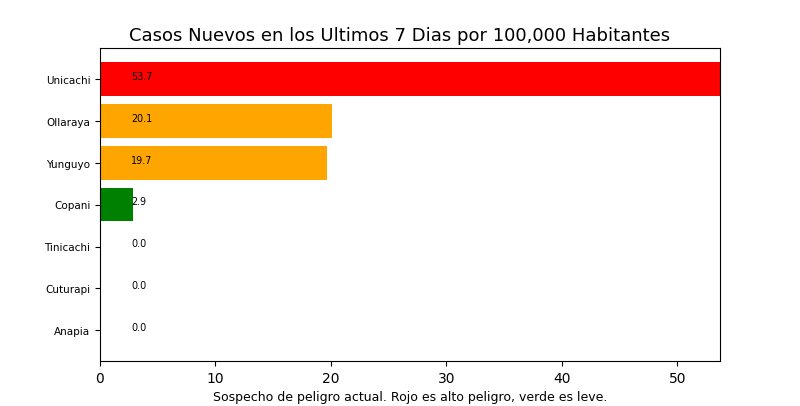 Casos Nuevos en los Ultimos 7 Dias por 100,000 Habitantes
Unicachi 53.7
Ollaraya 20.1
Yunguyo 19.7
Copani 2.9
Tinicachi 0.0
Cuturapi 0.0
Anapia 0.0
0 10 20 30 40 50
Sospecho de peligro actual. Rojo es alto peligro, verde es leve.